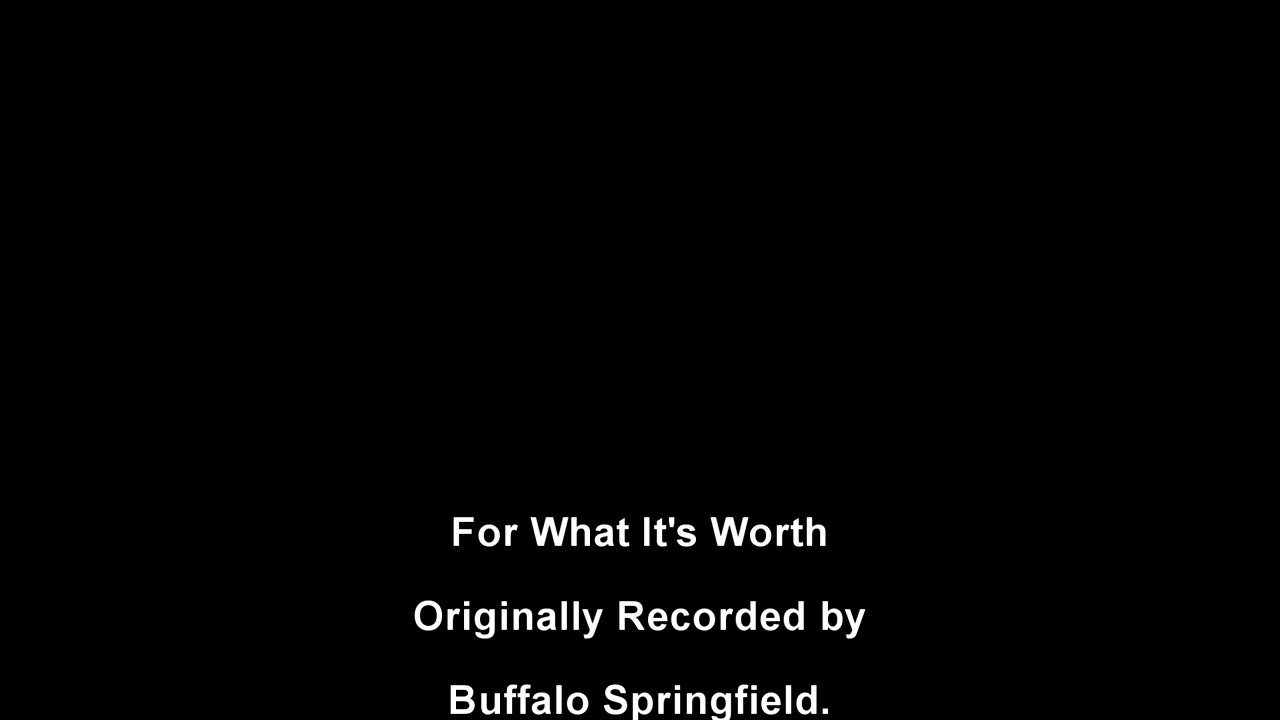 For What It's Worth
Originally Recorded by
Buffalo Springfield.